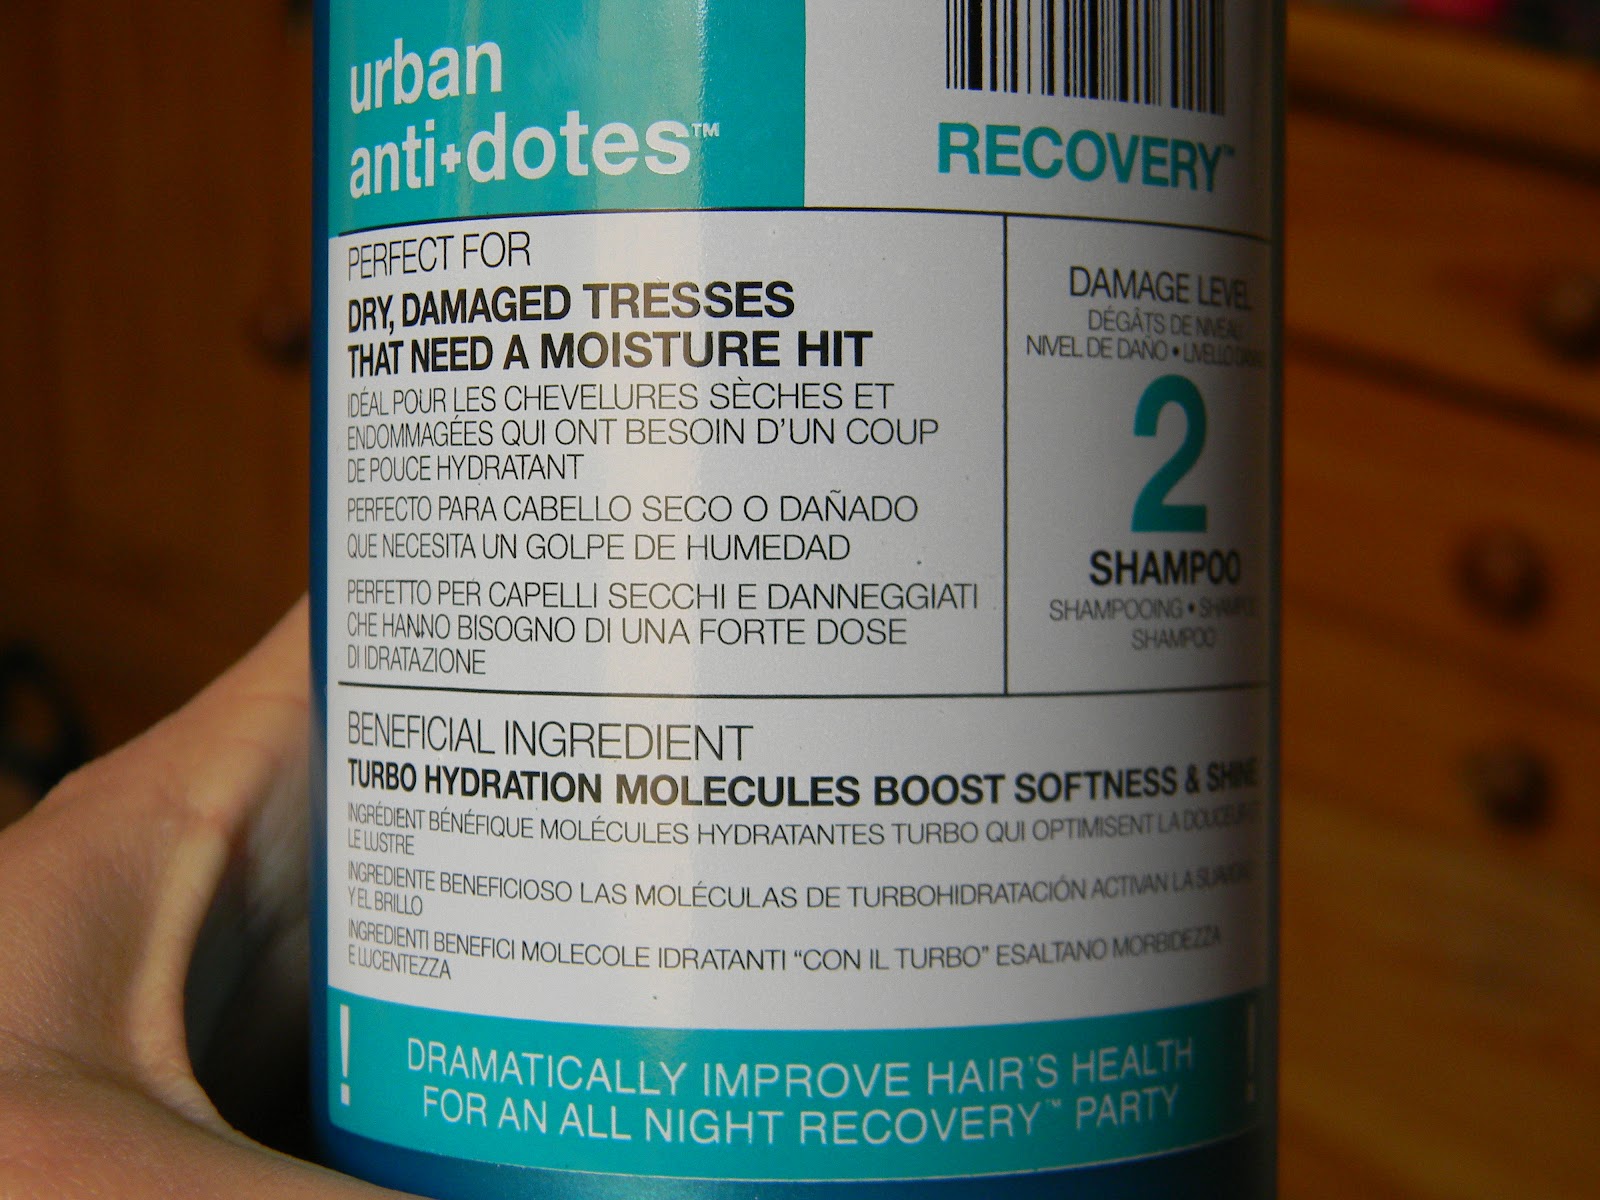 urban
anti+dotes™
RECOVERY™
PERFECT FOR
DRY, DAMAGED TRESSES
THAT NEED A MOISTURE HIT
IDÉAL POUR LES CHEVELURES SÈCHES ET
ENDOMMAGÉES QUI ONT BESOIN D'UN COUP
DE POUCE HYDRATANT
PERFECTO PARA CABELLO SECO O DAÑADO
QUE NECESITA UN GOLPE DE HUMEDAD
PERFETTO PER CAPELLI SECCHI E DANNEGGIATI
CHE HANNO BISOGNO DI UNA FORTE DOSE
DI IDRATAZIONE
DAMAGE LEVEL
DÉGÂTS DE NIVEAU
NIVEL DE DAÑO • LIVELLO
2
SHAMPOO
SHAMPOOING •
SHAMPOO
BENEFICIAL INGREDIENT
TURBO HYDRATION MOLECULES BOOST SOFTNESS & SHINE
INGRÉDIENT BÉNÉFIQUE MOLÉCULES HYDRATANTES TURBO QUI OPTIMISENT LA DOUCEUR ET
LE LUSTRE
INGREDIENTE BENEFICIOSO LAS MOLÉCULAS DE TURBOHIDRATACIÓN ACTIVAN LA
Y EL BRILLO
INGREDIENTI BENEFICI MOLECOLE IDRATANTI “CON IL TURBO” ESALTANO MORBIDEZZA
E LUCENTEZZA
! DRAMATICALLY IMPROVE HAIR'S HEALTH !
FOR AN ALL NIGHT RECOVERY™ PARTY